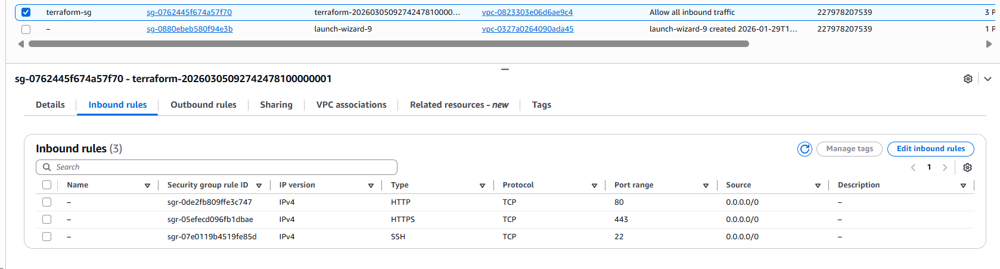 terraform-sg sg-0762445f674a57f70 terraform-2026030509274247810000... vpc-0823303e06d6ae9c4 Allow all inbound traffic 227978207539 3 P
– sg-0880ebeb580f94e3b launch-wizard-9 vpc-0327a0264090ada45 launch-wizard-9 created 2026-01-29T1... 227978207539 1 P
sg-0762445f674a57f70 - terraform-20260305092742478100000001
Details Inbound rules Outbound rules Sharing VPC associations Related resources - new Tags
Inbound rules (3) Manage tags Edit inbound rules
Search 1
Name Security group rule ID IP version Type Protocol Port range Source Description
– sgr-0de2fb809ffe3c747 IPv4 HTTP TCP 80 0.0.0.0/0 –
– sgr-05efecd096fb1dbae IPv4 HTTPS TCP 443 0.0.0.0/0 –
– sgr-07e0119b4519fe85d IPv4 SSH TCP 22 0.0.0.0/0 –